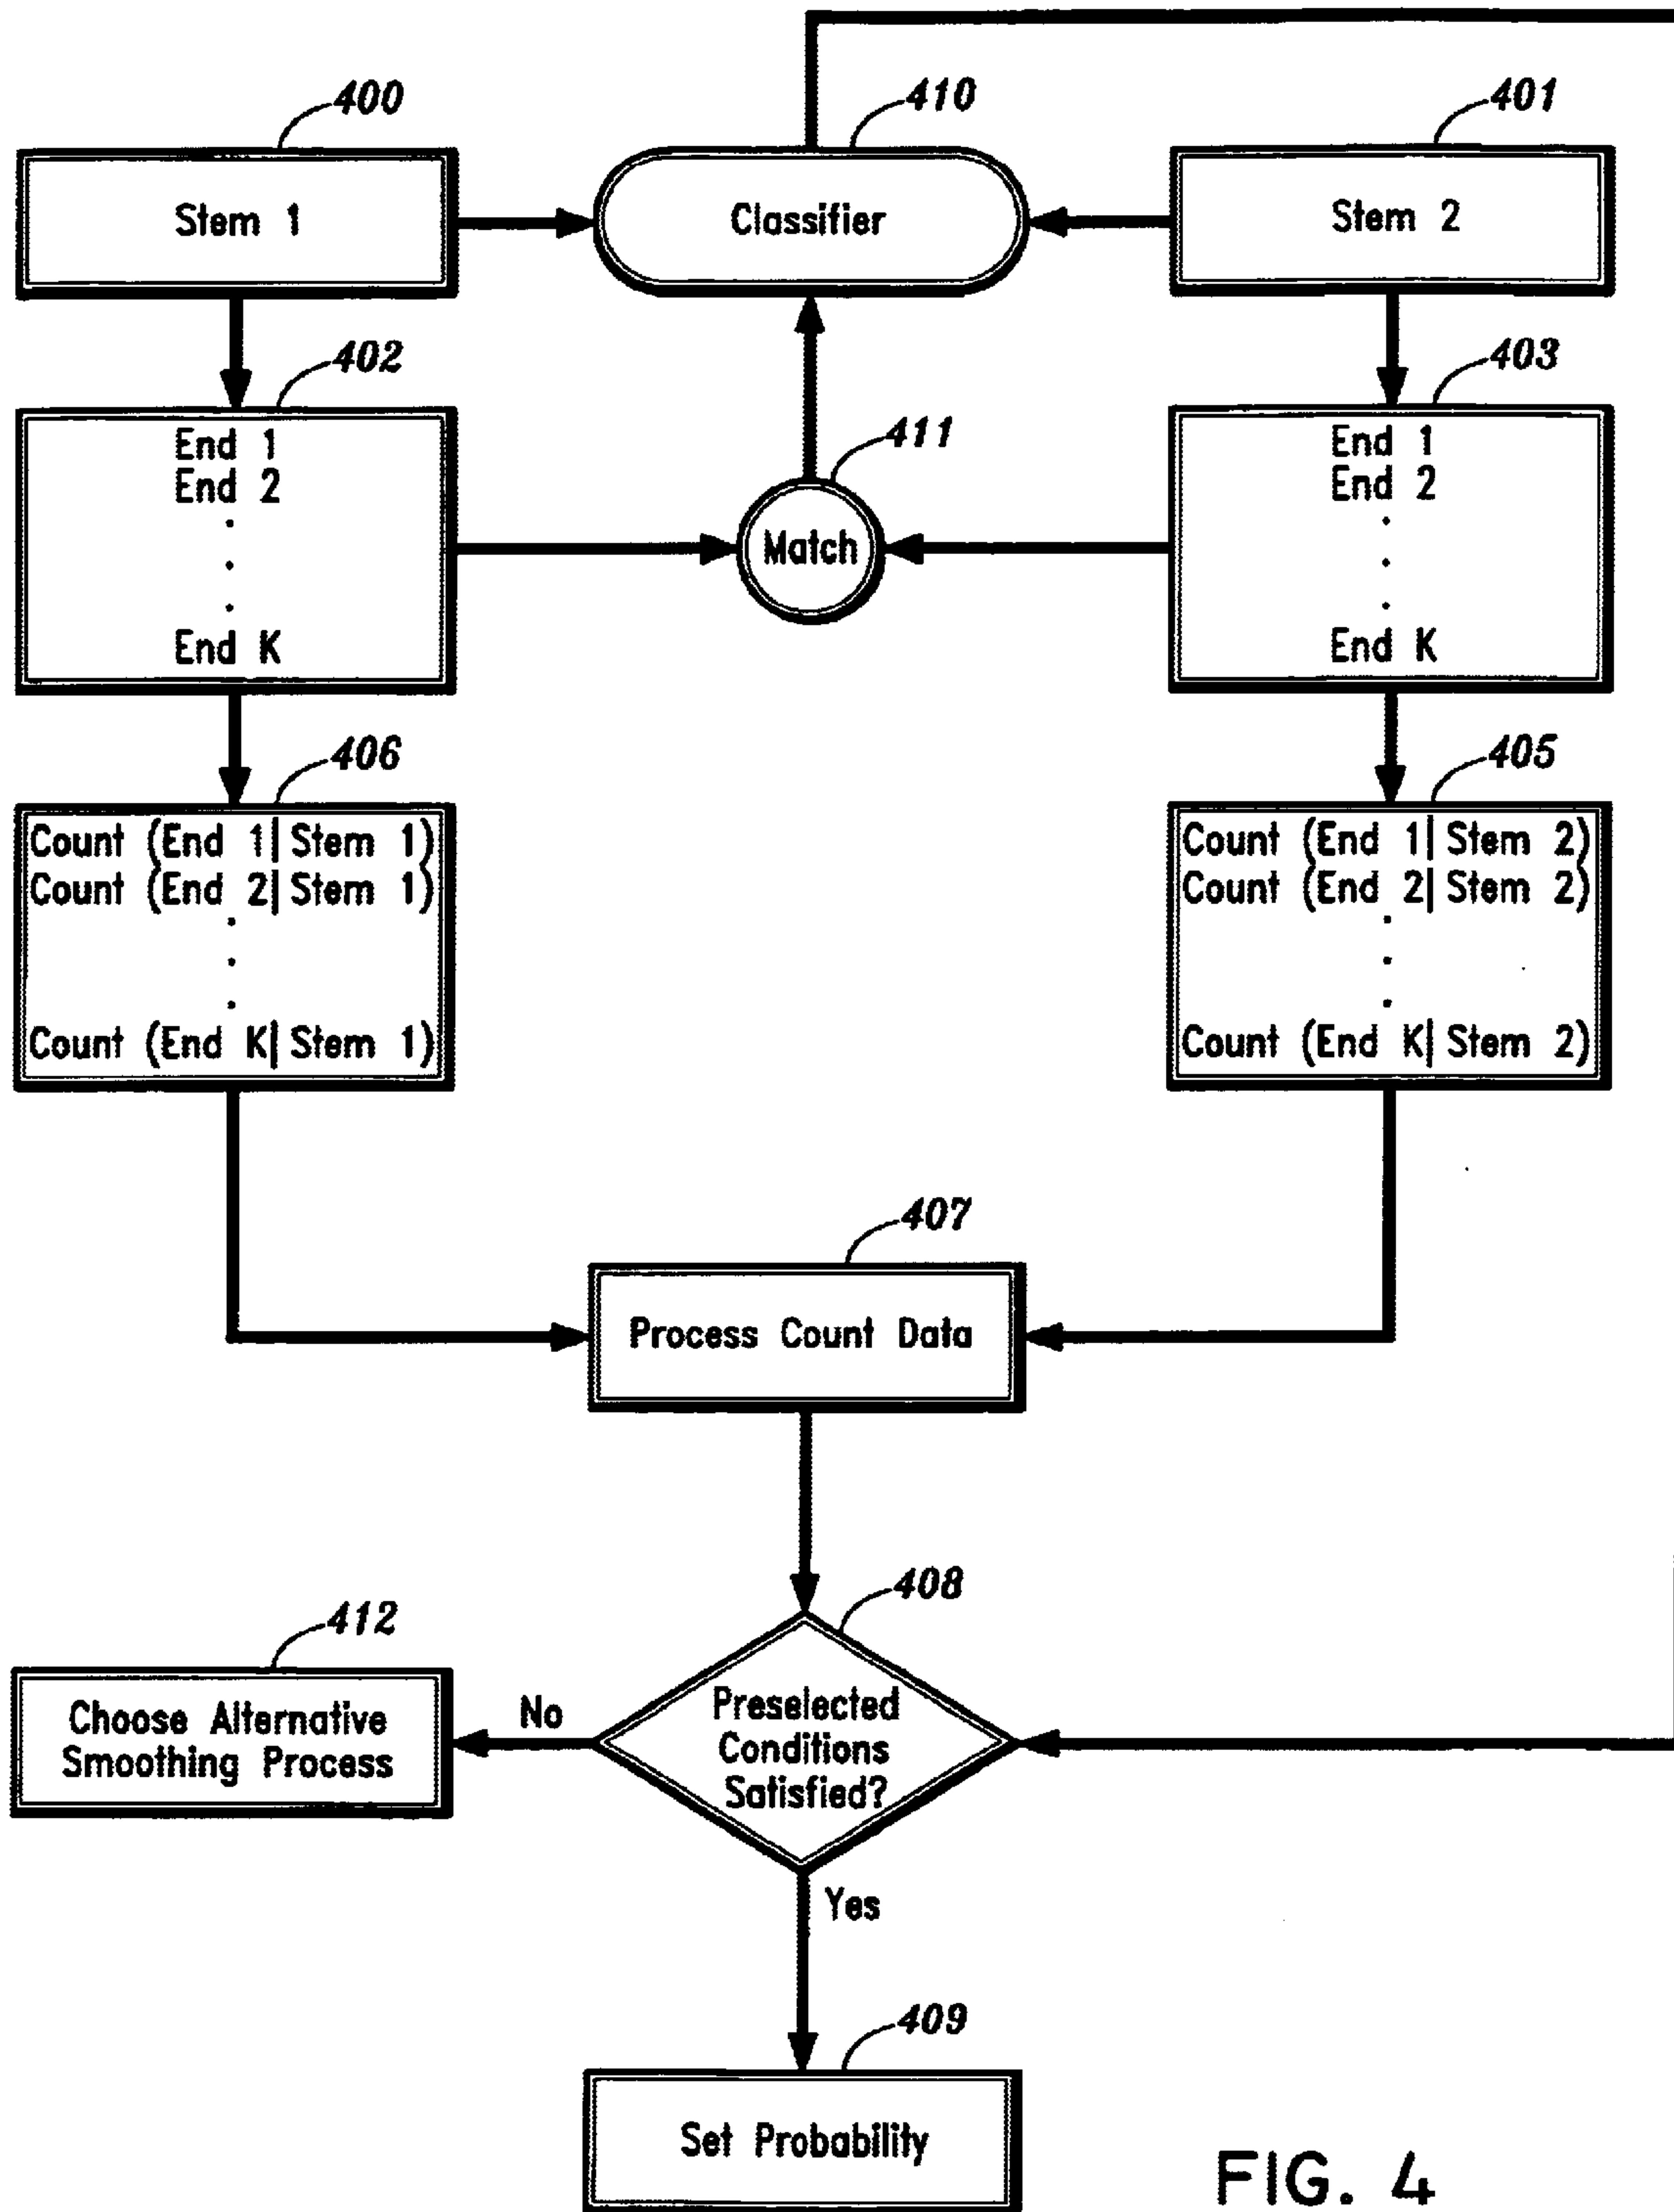 400
410
401
Stem 1
Classifier
Stem 2
402
403
End 1
End 2
.
.
.
End K
411
Match
End 1
End 2
.
.
.
End K
406
405
Count (End 1| Stem 1)
Count (End 2| Stem 1)
.
.
.
Count (End K| Stem 1)
Count (End 1| Stem 2)
Count (End 2| Stem 2)
.
.
.
Count (End K| Stem 2)
407
Process Count Data
408
412
Choose Alternative
Smoothing Process
No
Preselected
Conditions
Satisfied?
Yes
409
Set Probability
FIG. 4